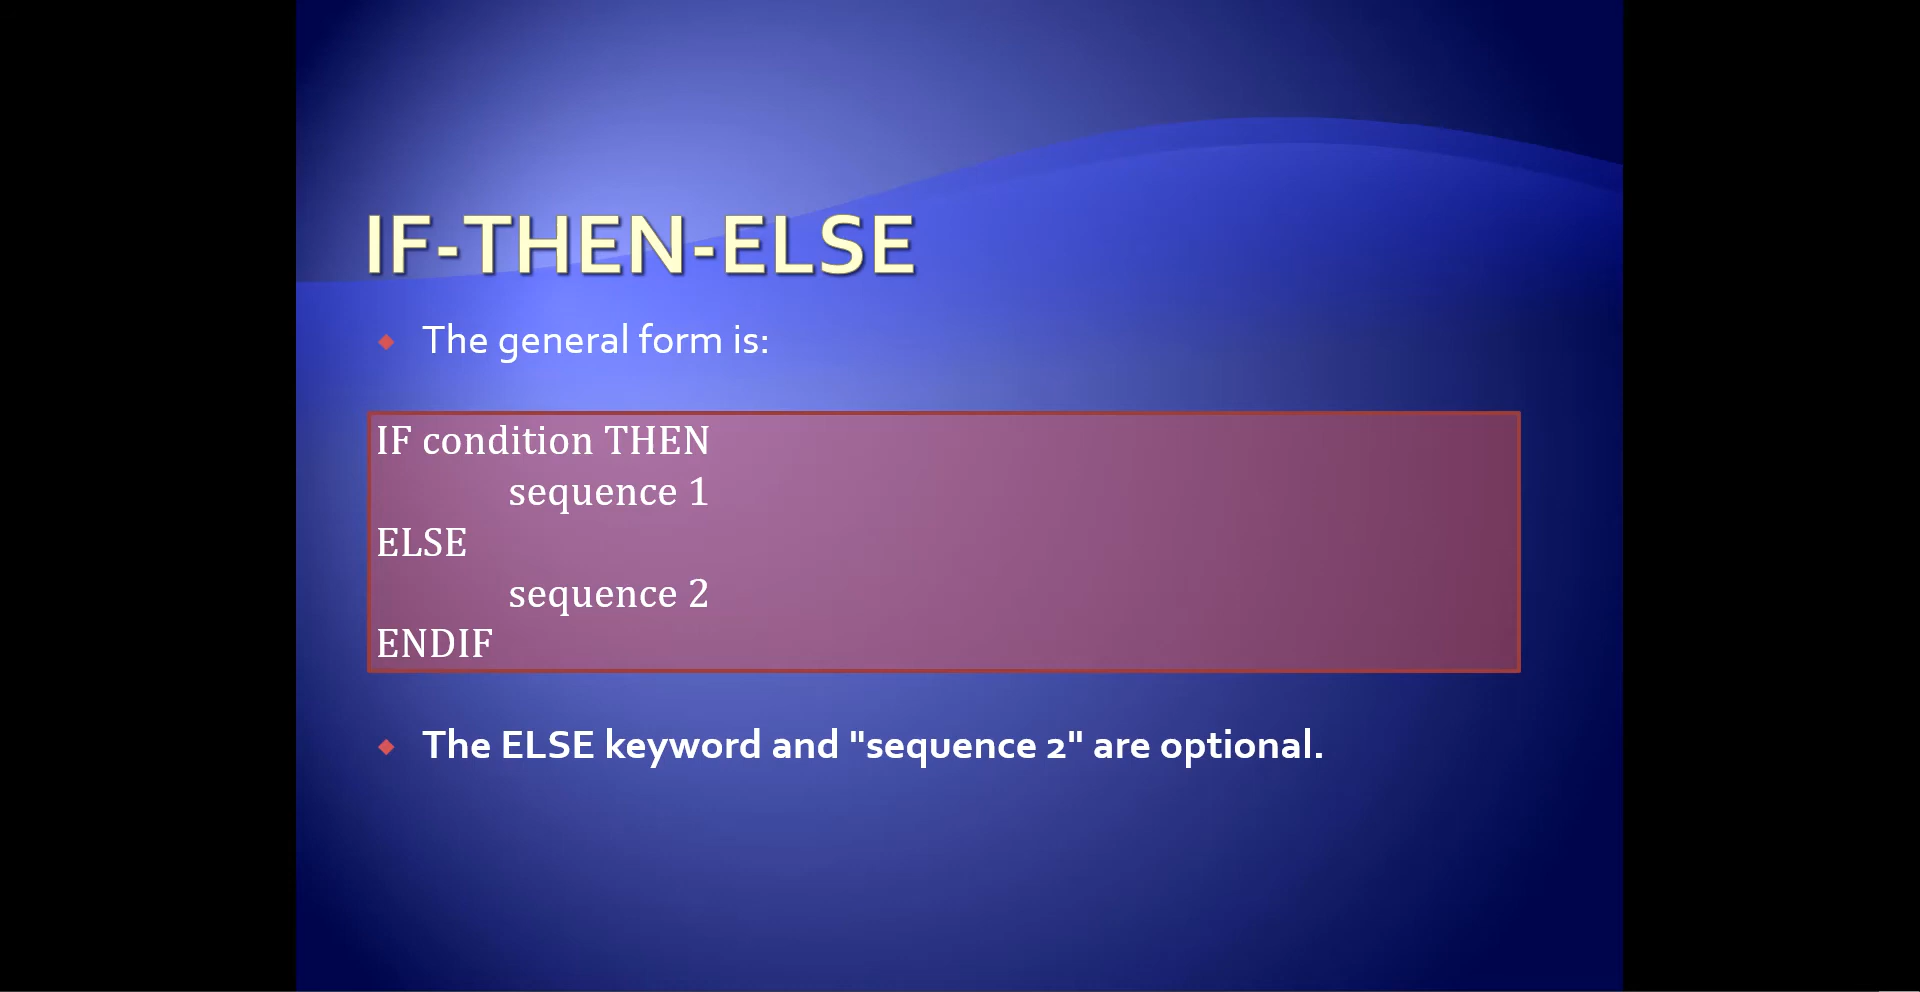 IF-THEN-ELSE
The general form is:
IF condition THEN
sequence 1
ELSE
sequence 2
ENDIF
The ELSE keyword and "sequence 2" are optional.